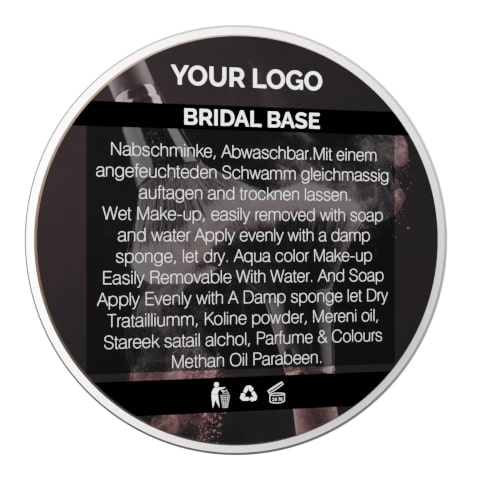 YOUR LOGO
BRIDAL BASE
Nabschminke, Abwaschbar.Mit einem
angefeuchteden Schwamm gleichmassig
auftagen and trocknen lassen.
Wet Make-up, easily removed with soap
and water Apply evenly with a damp
sponge, let dry. Aqua color Make-up
Easily Removable With Water. And Soap
Apply Evenly with A Damp sponge let Dry
Tratailliumm, Koline powder, Mereni oil,
Stareek satail alchol, Parfume & Colours
Methan Oil Parabeen.